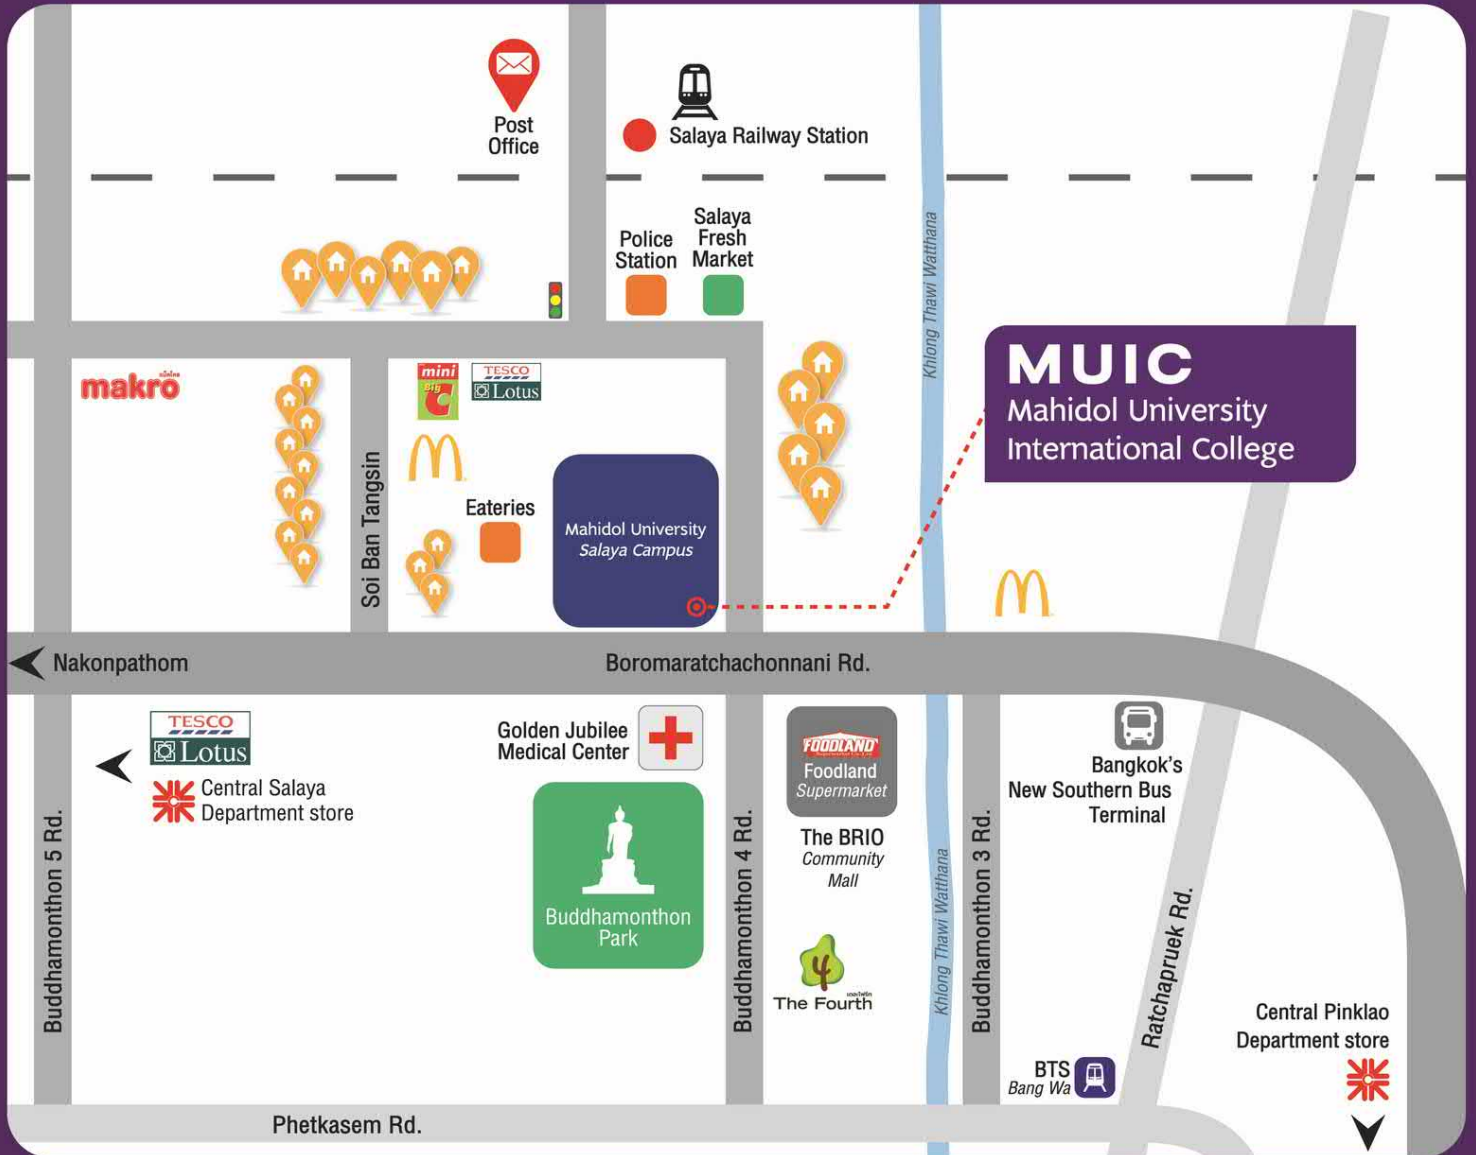 Post
Office
Salaya Railway Station
Police
Station
Salaya
Fresh
Market
Khlong Thawi Watthana
MUIC
Mahidol University
International College
makro
mini
Big
C
TESCO
Lotus
Soi Ban Tangsin
Eateries
Mahidol University
Salaya Campus
Nakonpathom
Boromaratchachonnani Rd.
TESCO
Lotus
Central Salaya
Department store
Golden Jubilee
Medical Center
Buddhamonthon
Park
FOODLAND
Foodland
Supermarket
The BRIO
Community
Mall
The Fourth
Bangkok's
New Southern Bus
Terminal
Buddhamonthon 5 Rd.
Buddhamonthon 4 Rd.
Khlong Thawi Watthana
Buddhamonthon 3 Rd.
Ratchapruek Rd.
Central Pinklao
Department store
BTS
Bang Wa
Phetkasem Rd.